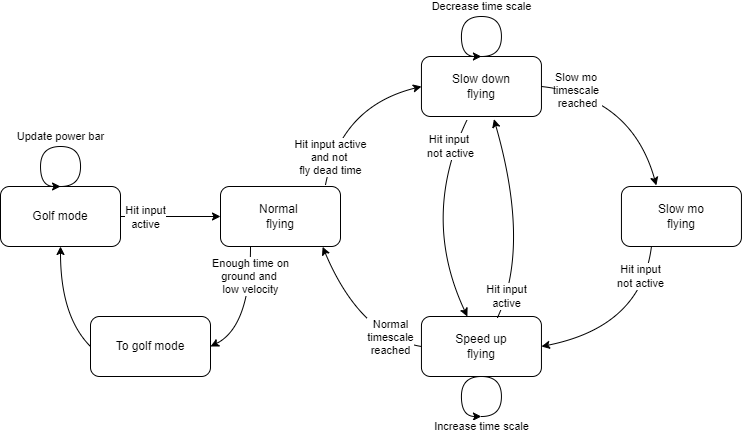 Decrease time scale
Slow down
flying
Slow mo
timescale
reached
Update power bar
Hit input active
and not
fly dead time
Hit input
not active
Golf mode
Hit input
active
Normal
flying
Slow mo
flying
Enough time on
ground and
low velocity
Hit input
not active
Hit input
active
To golf mode
Normal
timescale
reached
Speed up
flying
Increase time scale